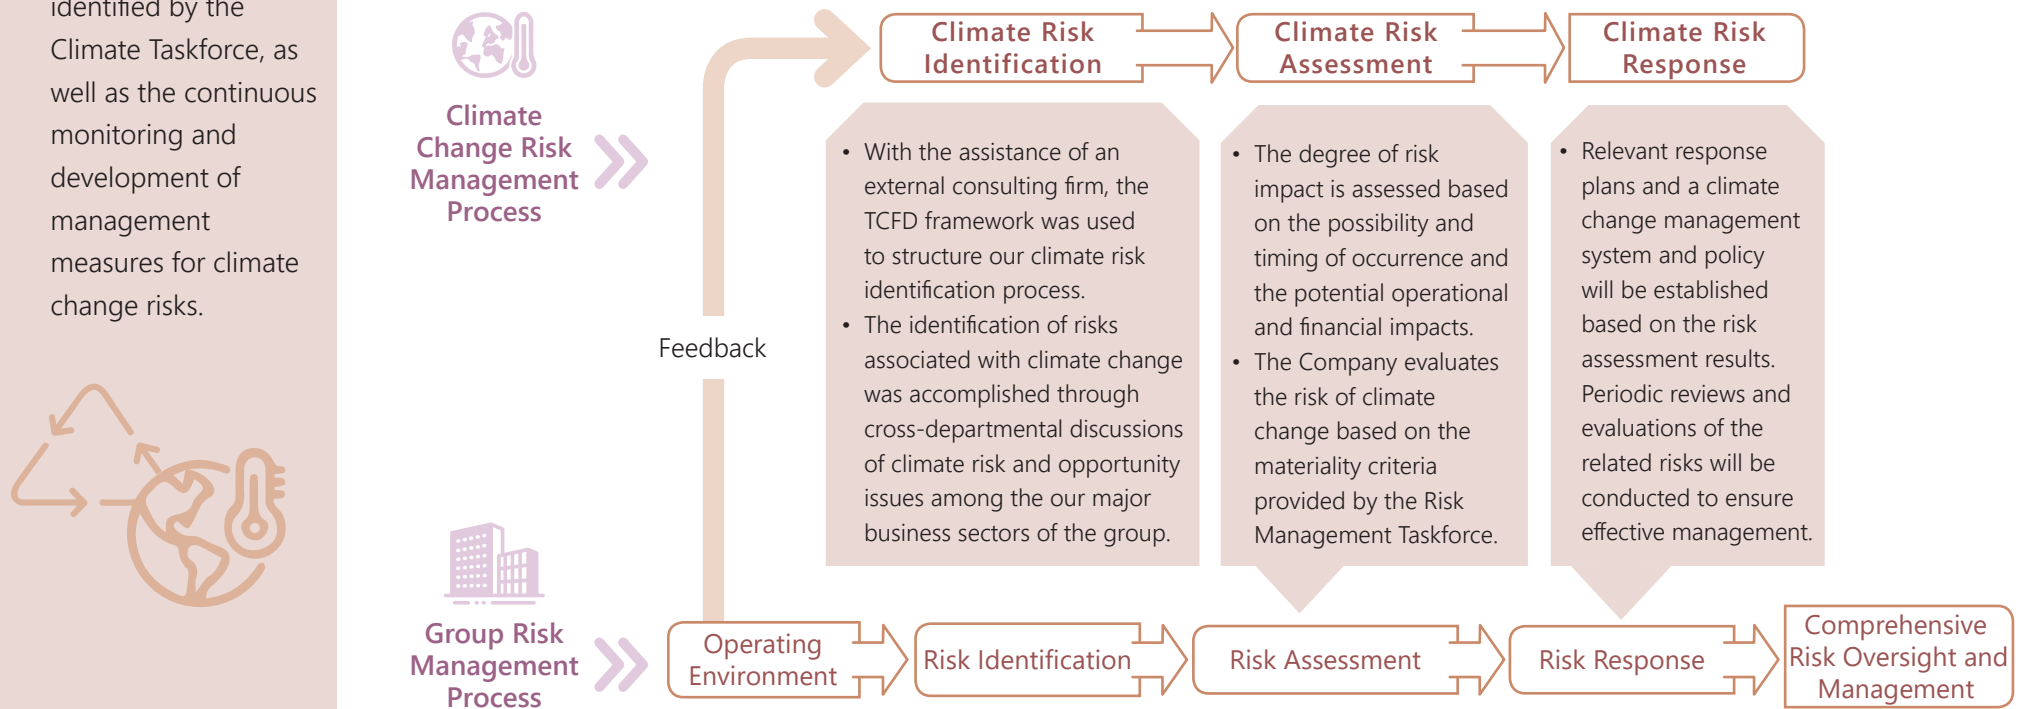 identified by the
Climate Taskforce, as
well as the continuous
monitoring and
development of
management
measures for climate
change risks.
Climate
Change Risk
Management
Process
Feedback
Climate Risk
Identification
Climate Risk
Assessment
Climate Risk
Response
• With the assistance of an
external consulting firm, the
TCFD framework was used
to structure our climate risk
identification process.
• The identification of risks
associated with climate change
was accomplished through
cross-departmental discussions
of climate risk and opportunity
issues among the our major
business sectors of the group.
• The degree of risk
impact is assessed based
on the possibility and
timing of occurrence and
the potential operational
and financial impacts.
• The Company evaluates
the risk of climate
change based on the
materiality criteria
provided by the Risk
Management Taskforce.
• Relevant response
plans and a climate
change management
system and policy
will be established
based on the risk
assessment results.
Periodic reviews and
evaluations of the
related risks will be
conducted to ensure
effective management.
Group Risk
Management
Process
Operating
Environment
Risk Identification
Risk Assessment
Risk Response
Comprehensive
Risk Oversight and
Management